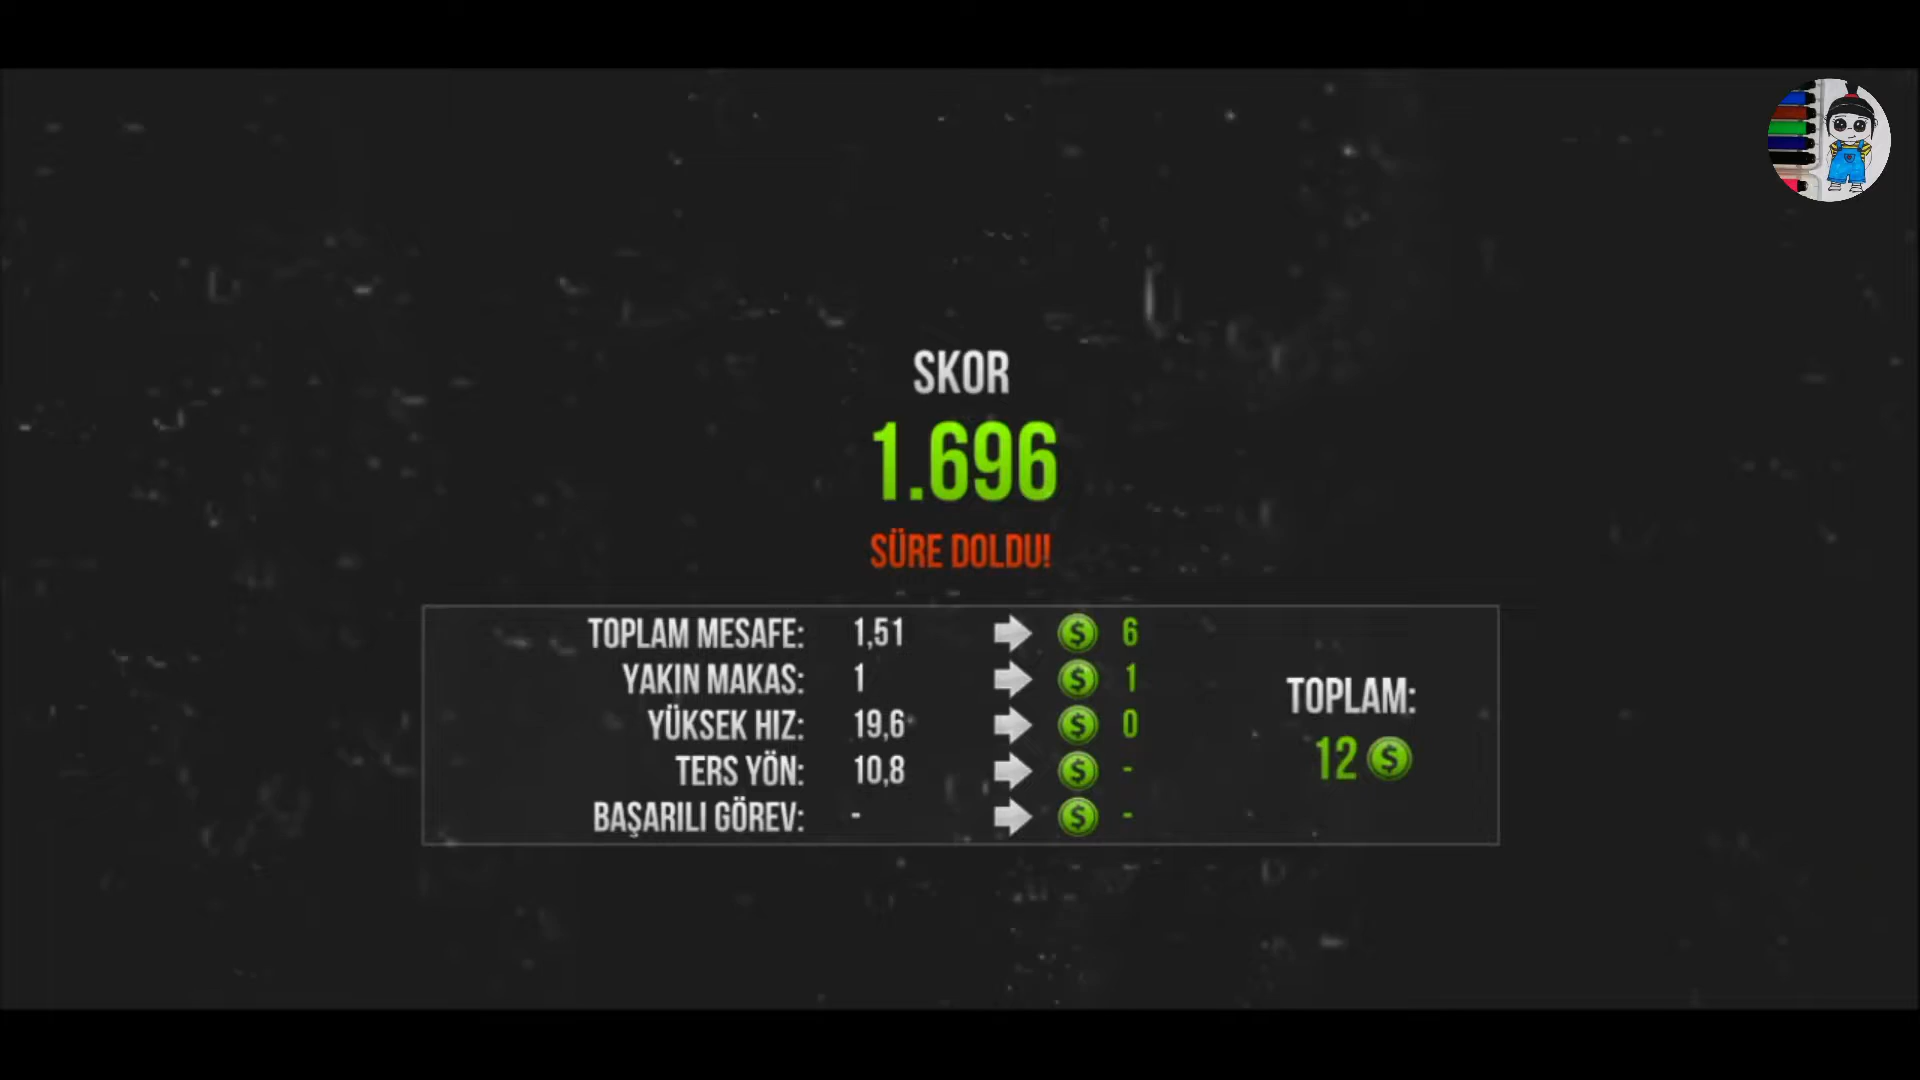 SKOR
1.696
SÜRE DOLDU!
TOPLAM MESAFE: 1,51 $ 6
YAKIN MAKAS: 1 $ 1
YÜKSEK HIZ: 19,6 $ 0
TERS YÖN: 10,8 $ -
BAŞARILI GÖREV: - $ -
TOPLAM:
12 $